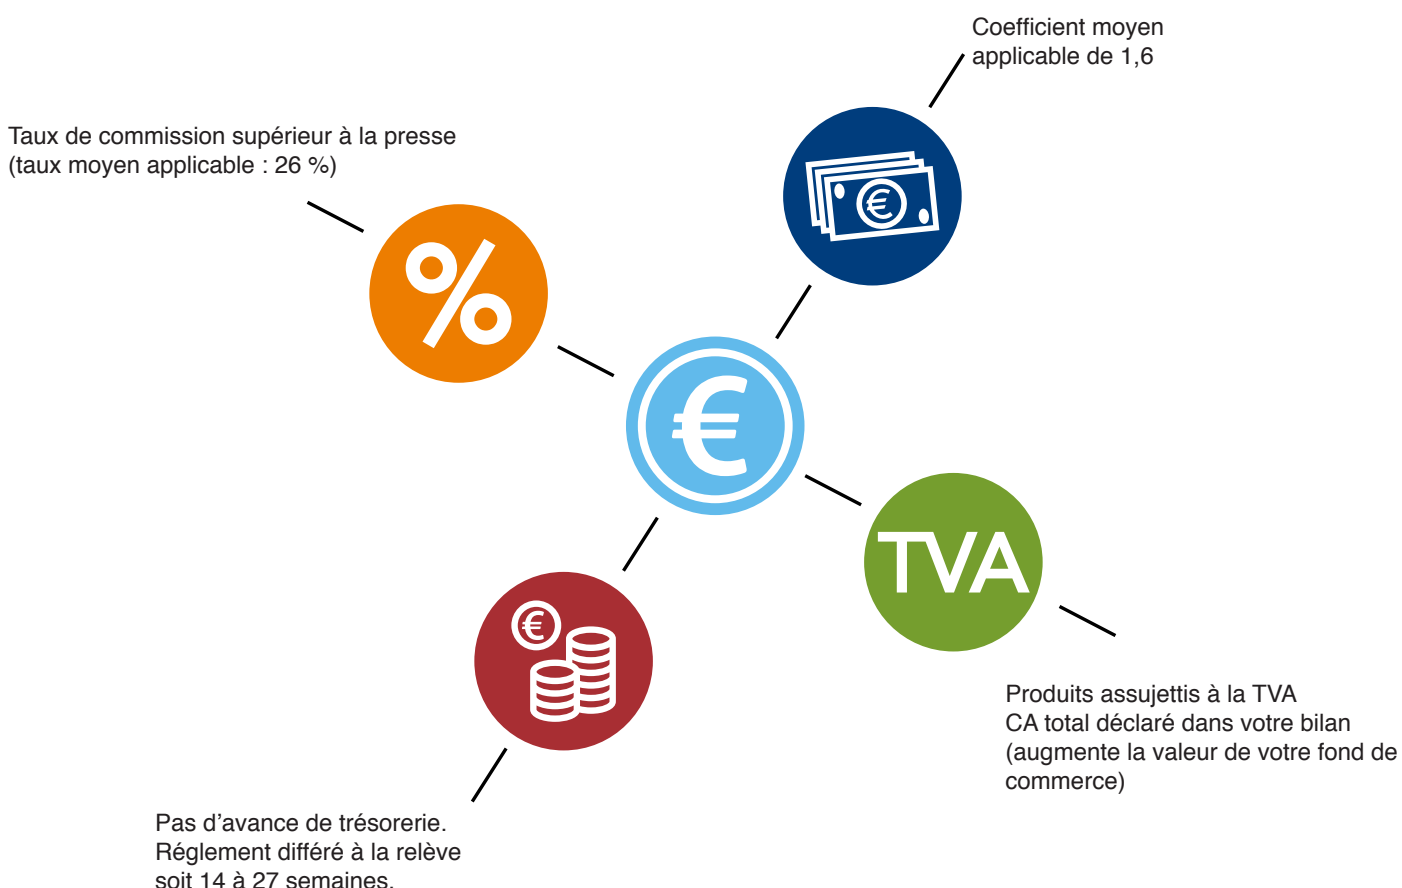 Coefficient moyen
applicable de 1,6
Taux de commission supérieur à la presse
(taux moyen applicable : 26 %)
%
€
€
TVA
€
Produits assujettis à la TVA
CA total déclaré dans votre bilan
(augmente la valeur de votre fond de
commerce)
Pas d’avance de trésorerie.
Réglement différé à la relève
soit 14 à 27 semaines.